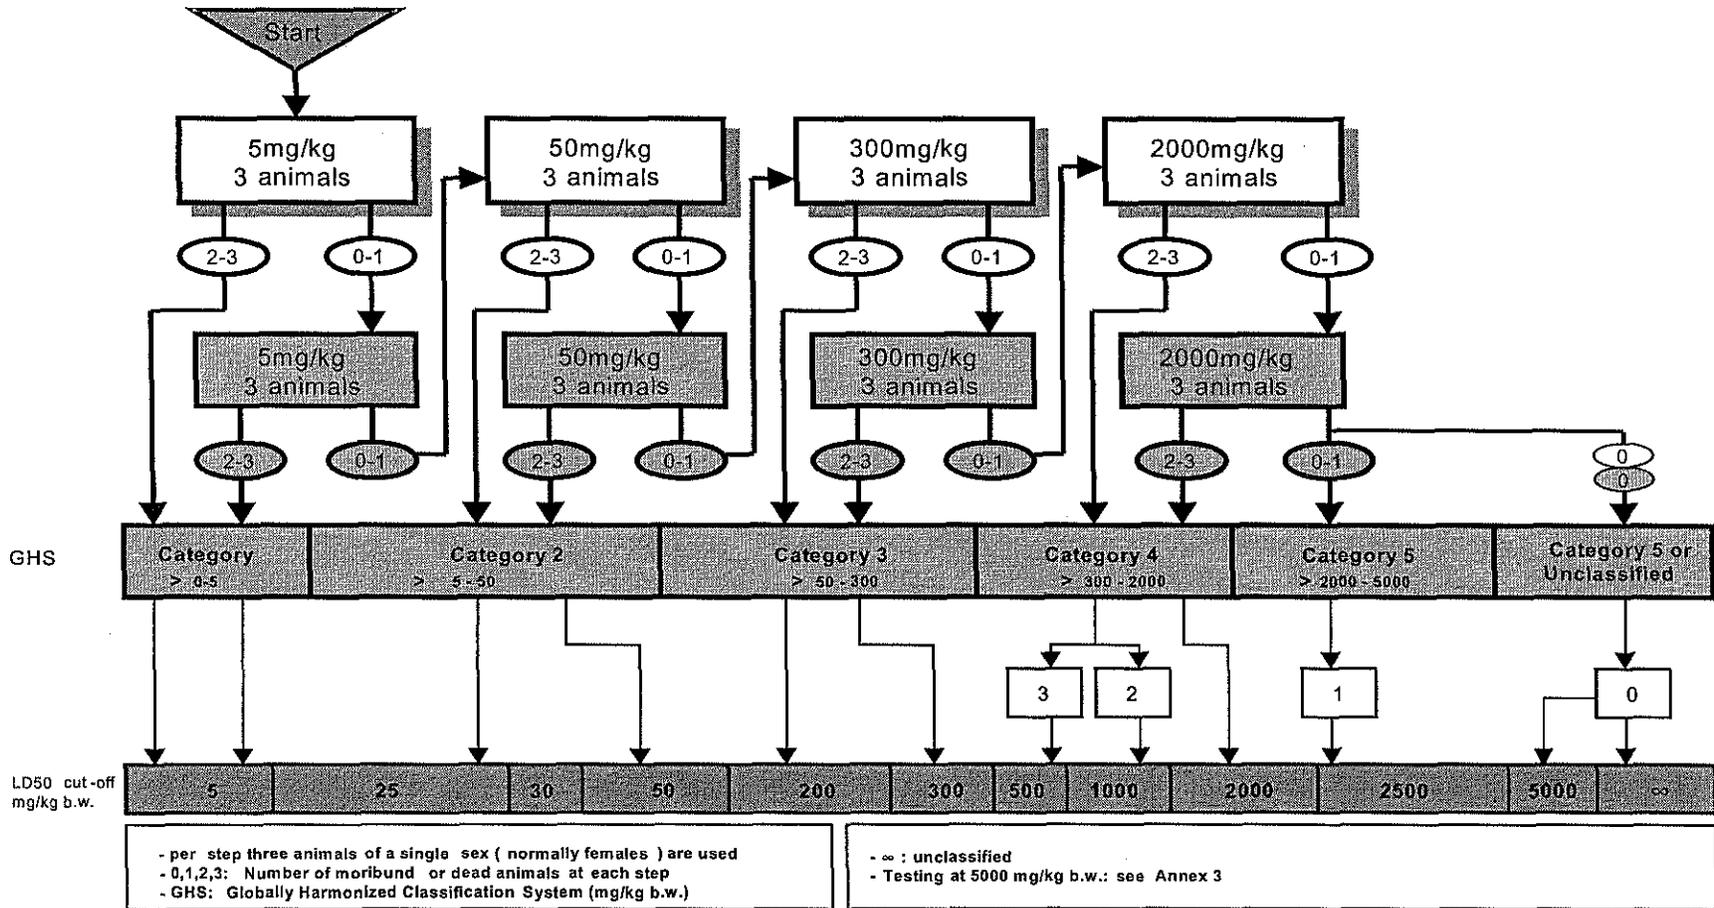 Start
5mg/kg
3 animals
50mg/kg
3 animals
300mg/kg
3 animals
2000mg/kg
3 animals
2-3
0-1
2-3
0-1
2-3
0-1
2-3
0-1
5mg/kg
3 animals
50mg/kg
3 animals
300mg/kg
3 animals
2000mg/kg
3 animals
2-3
0-1
2-3
0-1
2-3
0-1
2-3
0-1
0
0
GHS
Category
> 0-5
Category 2
> 5 - 50
Category 3
> 50 - 300
Category 4
> 300 - 2000
Category 5
> 2000 - 5000
Category 5 or
Unclassified
3
2
1
0
LD50 cut-off
mg/kg b.w.
5
25
30
50
200
300
500
1000
2000
2500
5000
∞
- per step three animals of a single sex ( normally females ) are used
- 0,1,2,3: Number of moribund or dead animals at each step
- GHS: Globally Harmonized Classification System (mg/kg b.w.)
- ∞ : unclassified
- Testing at 5000 mg/kg b.w.: see Annex 3